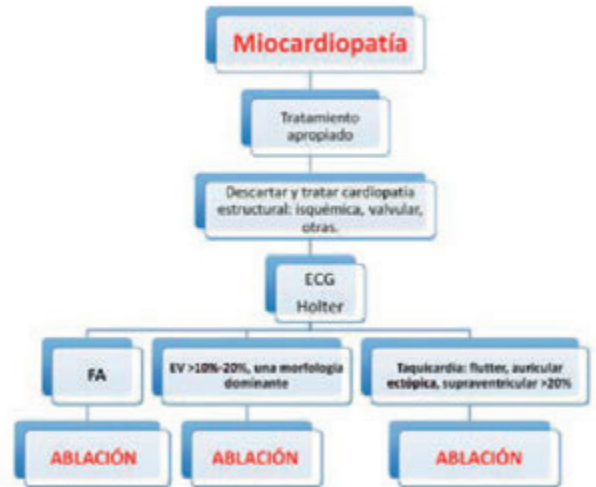 Miocardiopatía
Tratamiento
apropiado
Descartar y tratar cardiopatía
estructural: isquémica, valvular,
otras.
ECG
Holter
FA
EV >10%-20%, una morfología
dominante
Taquicardia: flutter, auricular
ectópica, supraventricular >20%
ABLACIÓN
ABLACIÓN
ABLACIÓN